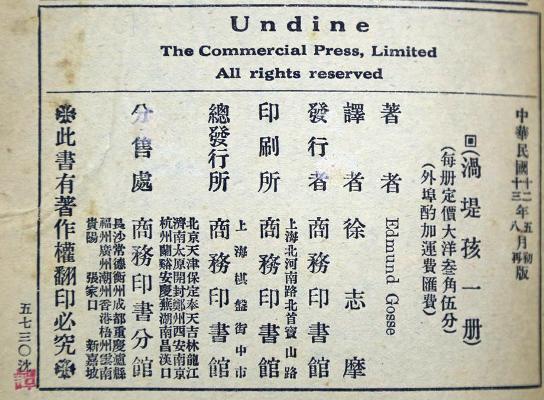 Undine
The Commercial Press, Limited
All rights reserved
中華民國十二年五月初版
十三年八月再版
回(渦堤孩一册)
(每册定價大洋叁角伍分)
(外埠酌加運費匯費)
著者 Edmund Gosse
譯者 徐志摩
發行者 商務印書館
上海北河南路北首寶山路
印刷所 商務印書館
上海棋盤街中市
總發行所 商務印書館
北京天津保定奉天吉林龍江
濟南太原開封鄭州西安南京
杭州蘭谿安慶蕪湖南昌漢口
分售處 商務印書分館
長沙常德衡州成都重慶瀘縣
福州廣州潮州香港梧州雲南
貴陽 張家口 新嘉坡
此書有著作權翻印必究
五七三〇沙